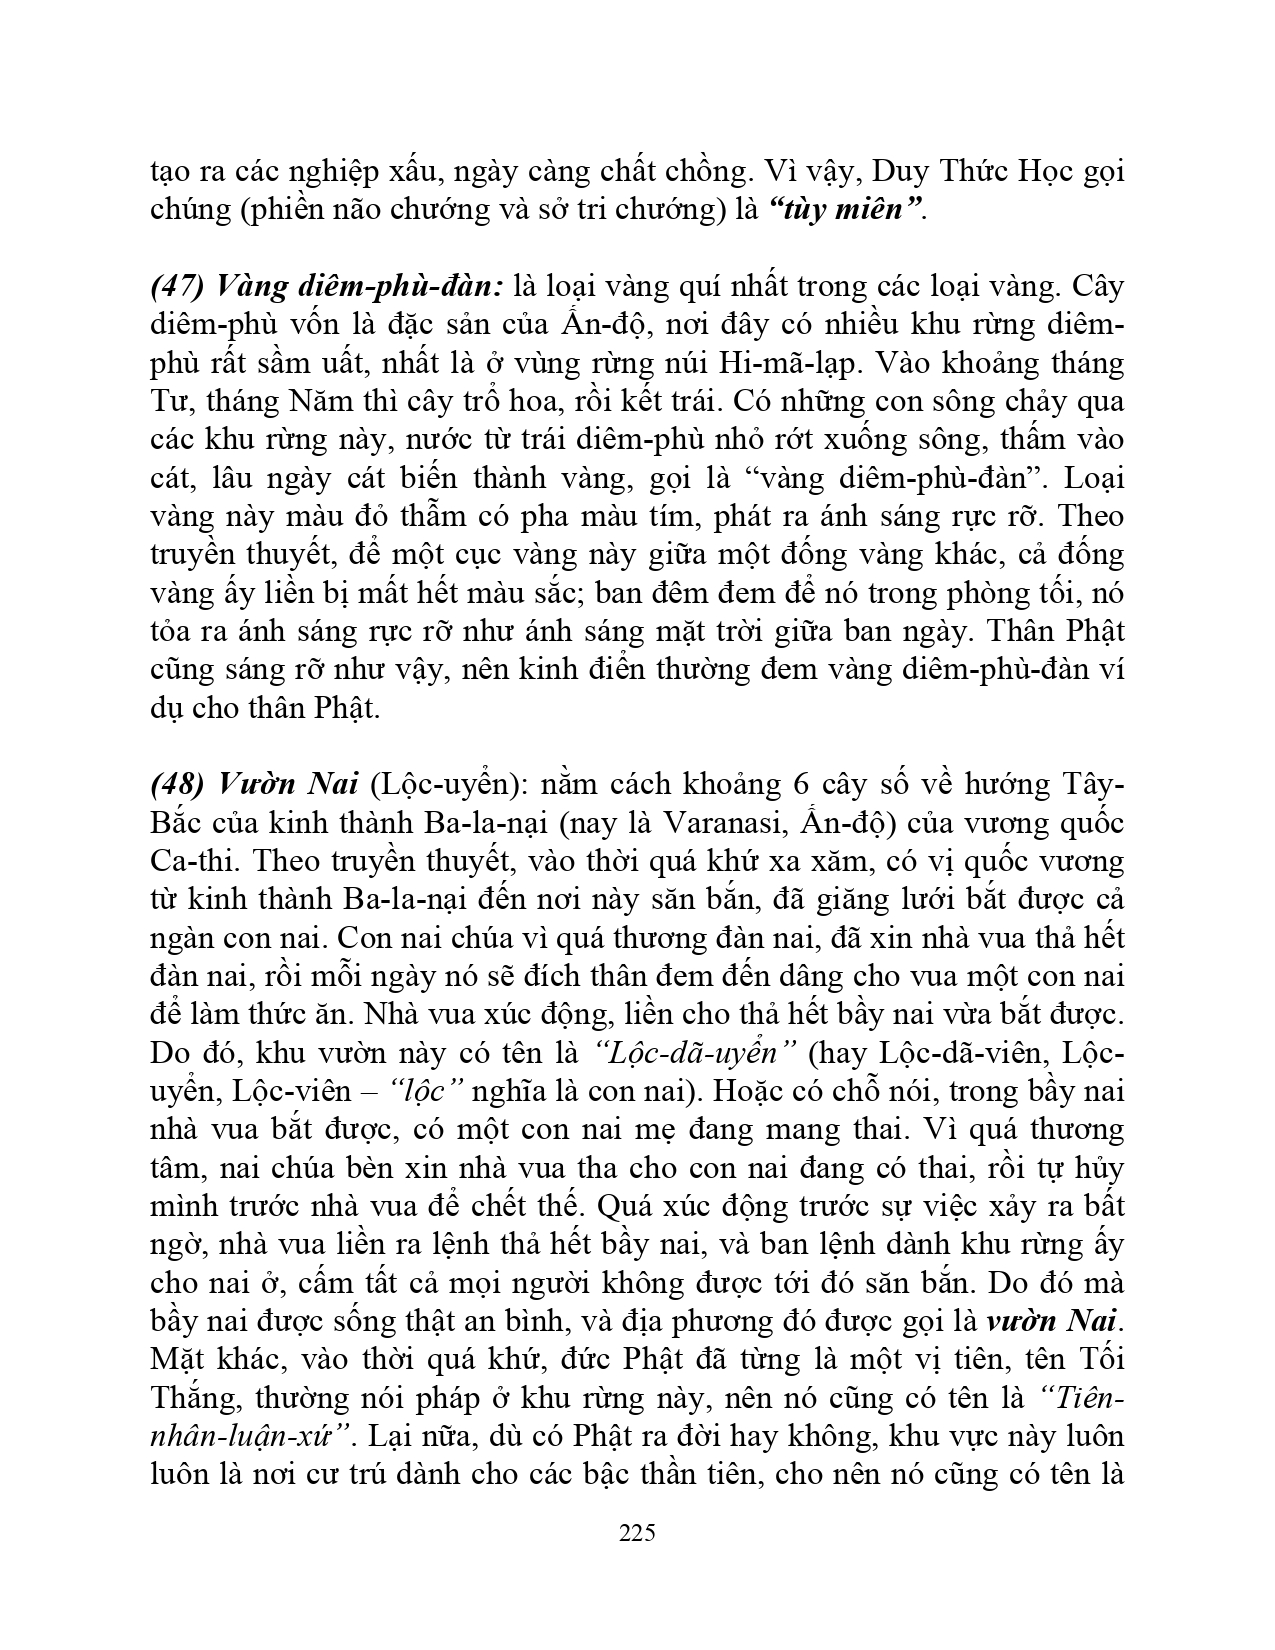 tạo ra các nghiệp xấu, ngày càng chất chồng. Vì vậy, Duy Thức Học gọi
chúng (phiền não chướng và sở tri chướng) là “tùy miên”.
(47) Vàng diêm-phù-đàn: là loại vàng quí nhất trong các loại vàng. Cây
diêm-phù vốn là đặc sản của Ấn-độ, nơi đây có nhiều khu rừng diêm-
phù rất sầm uất, nhất là ở vùng rừng núi Hi-mã-lạp. Vào khoảng tháng
Tư, tháng Năm thì cây trổ hoa, rồi kết trái. Có những con sông chảy qua
các khu rừng này, nước từ trái diêm-phù nhỏ rớt xuống sông, thấm vào
cát, lâu ngày cát biến thành vàng, gọi là “vàng diêm-phù-đàn”. Loại
vàng này màu đỏ thẫm có pha màu tím, phát ra ánh sáng rực rỡ. Theo
truyền thuyết, để một cục vàng này giữa một đống vàng khác, cả đống
vàng ấy liền bị mất hết màu sắc; ban đêm đem để nó trong phòng tối, nó
tỏa ra ánh sáng rực rỡ như ánh sáng mặt trời giữa ban ngày. Thân Phật
cũng sáng rỡ như vậy, nên kinh điển thường đem vàng diêm-phù-đàn ví
dụ cho thân Phật.
(48) Vườn Nai (Lộc-uyển): nằm cách khoảng 6 cây số về hướng Tây-
Bắc của kinh thành Ba-la-nại (nay là Varanasi, Ấn-độ) của vương quốc
Ca-thi. Theo truyền thuyết, vào thời quá khứ xa xăm, có vị quốc vương
từ kinh thành Ba-la-nại đến nơi này săn bắn, đã giăng lưới bắt được cả
ngàn con nai. Con nai chúa vì quá thương đàn nai, đã xin nhà vua thả hết
đàn nai, rồi mỗi ngày nó sẽ đích thân đem đến dâng cho vua một con nai
để làm thức ăn. Nhà vua xúc động, liền cho thả hết bầy nai vừa bắt được.
Do đó, khu vườn này có tên là “Lộc-dã-uyển” (hay Lộc-dã-viên, Lộc-
uyển, Lộc-viên – “lộc” nghĩa là con nai). Hoặc có chỗ nói, trong bầy nai
nhà vua bắt được, có một con nai mẹ đang mang thai. Vì quá thương
tâm, nai chúa bèn xin nhà vua tha cho con nai đang có thai, rồi tự hủy
mình trước nhà vua để chết thế. Quá xúc động trước sự việc xảy ra bất
ngờ, nhà vua liền ra lệnh thả hết bầy nai, và ban lệnh dành khu rừng ấy
cho nai ở, cấm tất cả mọi người không được tới đó săn bắn. Do đó mà
bầy nai được sống thật an bình, và địa phương đó được gọi là vườn Nai.
Mặt khác, vào thời quá khứ, đức Phật đã từng là một vị tiên, tên Tối
Thắng, thường nói pháp ở khu rừng này, nên nó cũng có tên là “Tiên-
nhân-luận-xứ”. Lại nữa, dù có Phật ra đời hay không, khu vực này luôn
luôn là nơi cư trú dành cho các bậc thần tiên, cho nên nó cũng có tên là
225